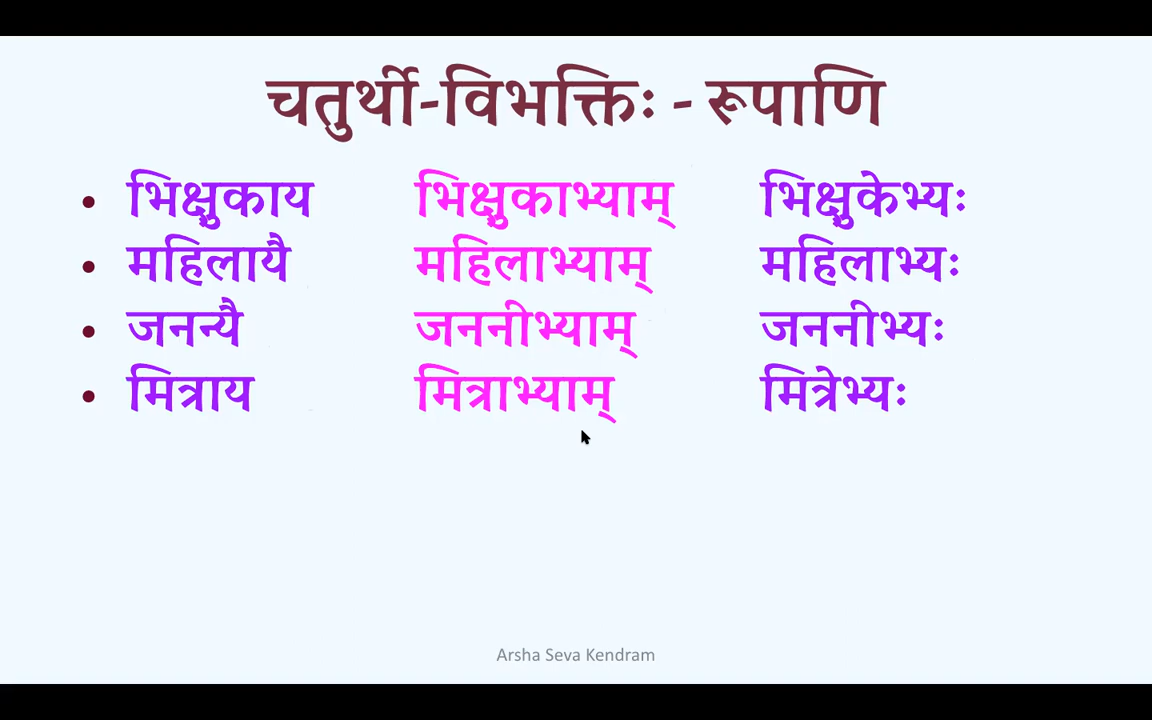 चतुर्थी-विभक्तिः - रूपाणि
• भिक्षुकाय भिक्षुकाभ्याम् भिक्षुकेभ्यः
• महिलायै महिलाभ्याम् महिलाभ्यः
• जनन्यै जननीभ्याम् जननीभ्यः
• मित्राय मित्राभ्याम् मित्रेभ्यः
Arsha Seva Kendram